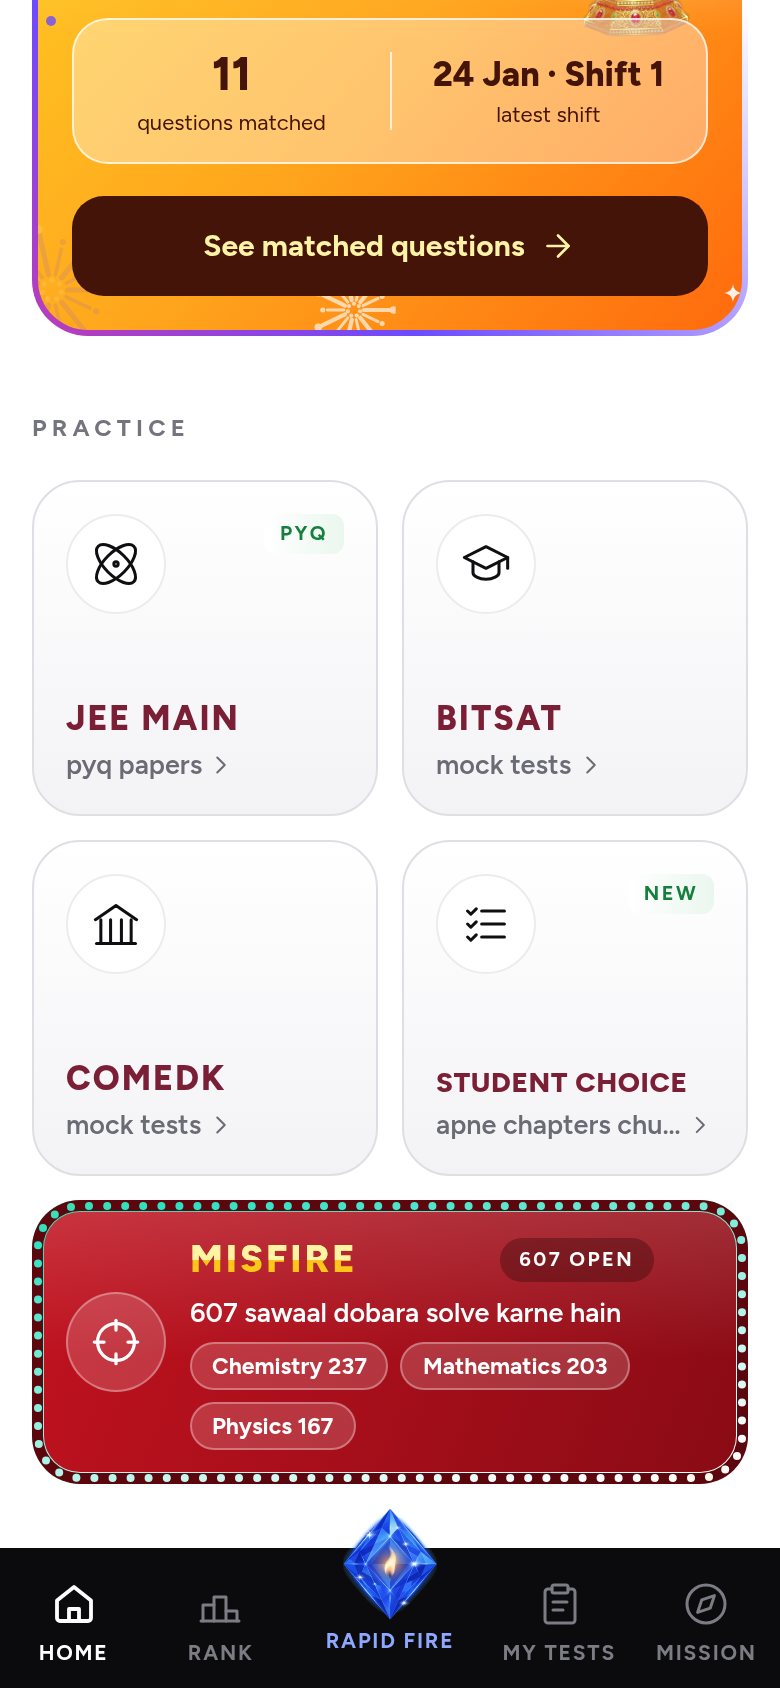 11
questions matched
24 Jan · Shift 1
latest shift
See matched questions
PRACTICE
PYQ
JEE MAIN
pyq papers
BITSAT
mock tests
COMEDK
mock tests
NEW
STUDENT CHOICE
apne chapters chu...
MISFIRE
607 OPEN
607 sawaal dobara solve karne hain
Chemistry 237
Mathematics 203
Physics 167
HOME
RANK
RAPID FIRE
MY TESTS
MISSION